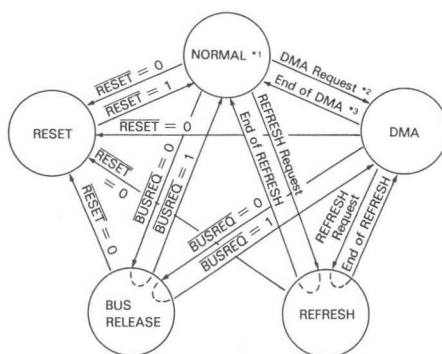 NORMAL *1
RESET = 0
RESET = 1
DMA Request *2
End of DMA *3
RESET
RESET = 0
DMA
RESET
= 0
BUSREQ = 0
BUSREQ = 1
End of REFRESH
REFRESH Request
RESET = 0
BUSREQ = 0
BUSREQ = 1
REFRESH
Request
End of REFRESH
BUS
RELEASE
REFRESH